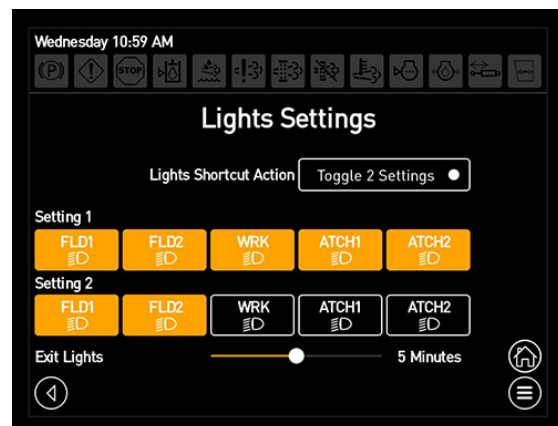 Wednesday 10:59 AM
(P) STOP
Lights Settings
Lights Shortcut Action Toggle 2 Settings
Setting 1
FLD1 FLD2 WRK ATCH1 ATCH2
Setting 2
FLD1 FLD2 WRK ATCH1 ATCH2
Exit Lights 5 Minutes